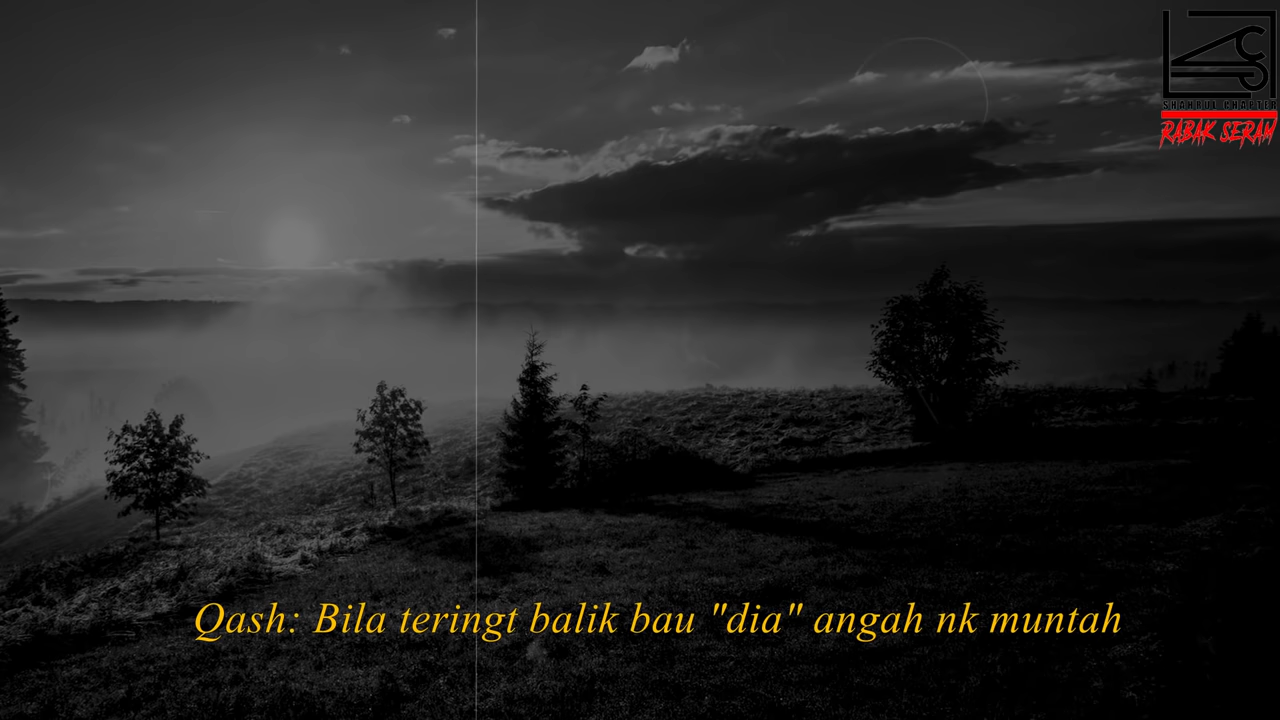 SHAHRUL CHAPTER
RABAK SERAM
Qash: Bila teringt balik bau "dia" angah nk muntah